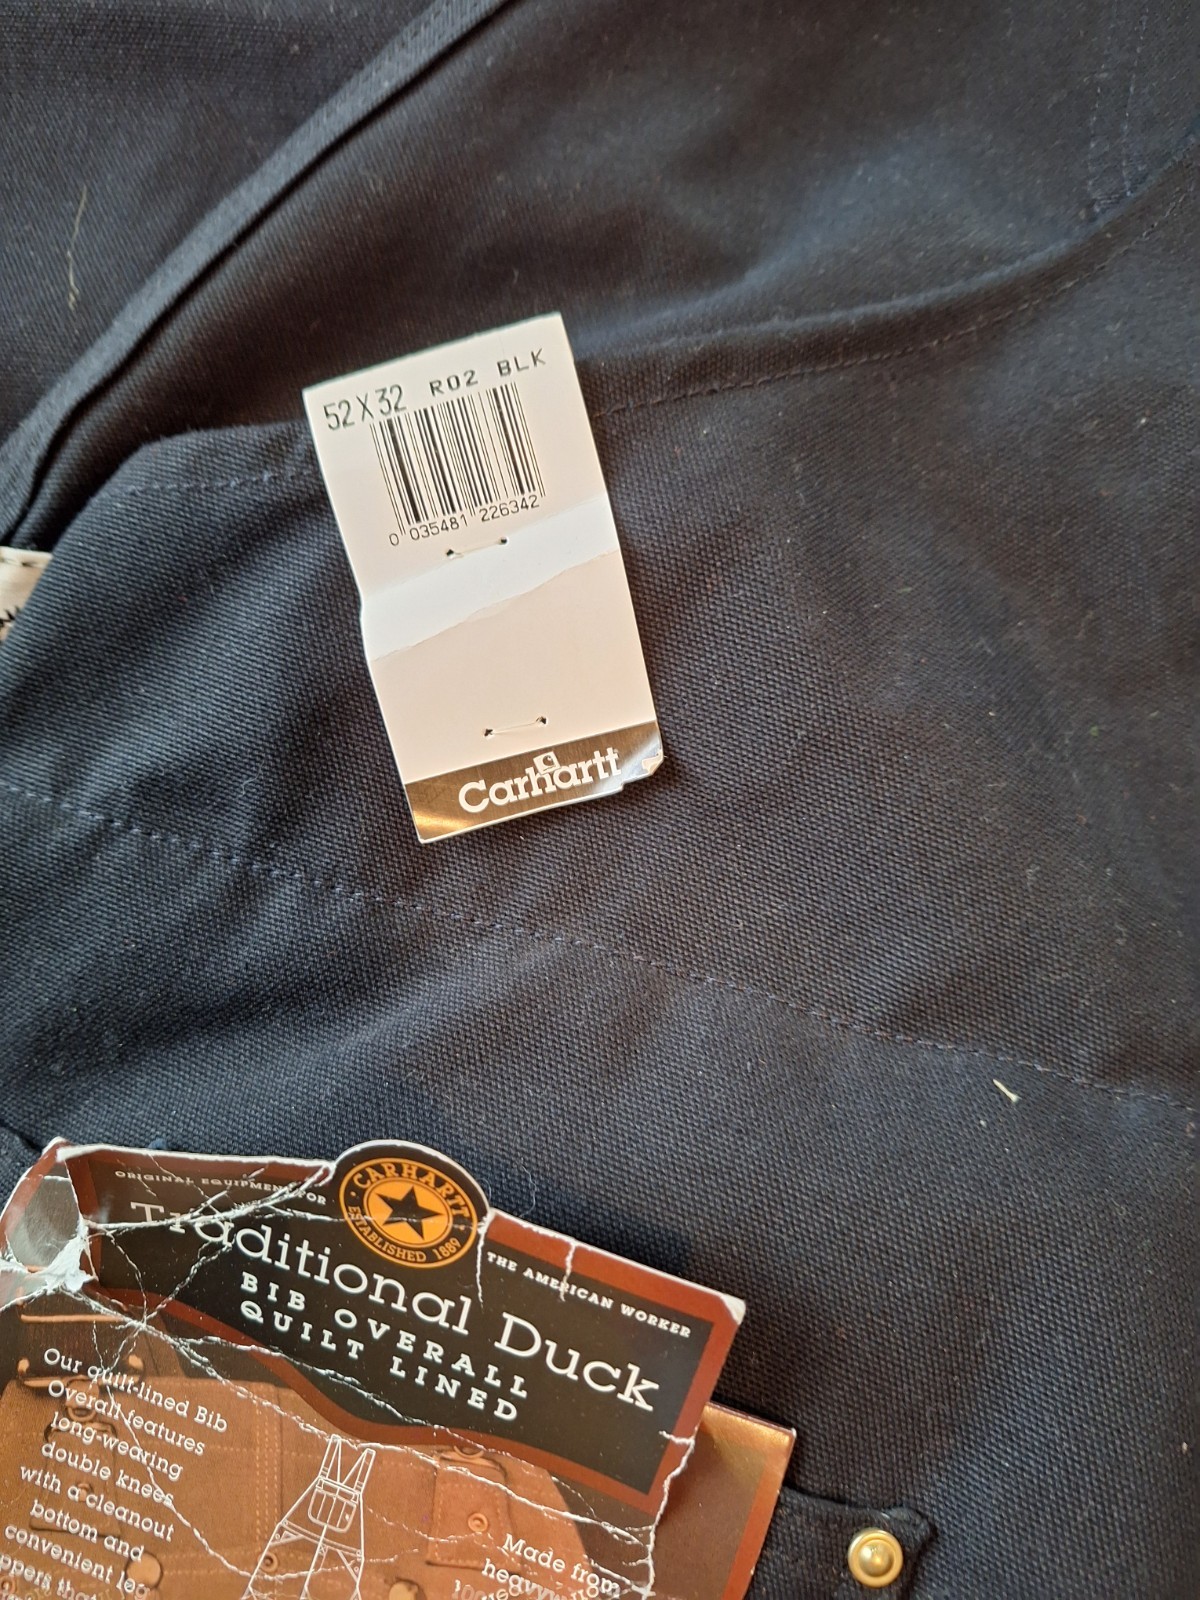 52 X 32 R02 BLK
0 035481 226342
Carhartt
CARHARTT
ESTABLISHED 1889
ORIGINAL EQUIPMENT FOR
THE AMERICAN WORKER
Traditional Duck
BIB OVERALL
QUILT LINED
Our quilt-lined Bib
Overall features
long-wearing
double knees
with a cleanout
bottom and
convenient leg
Made from